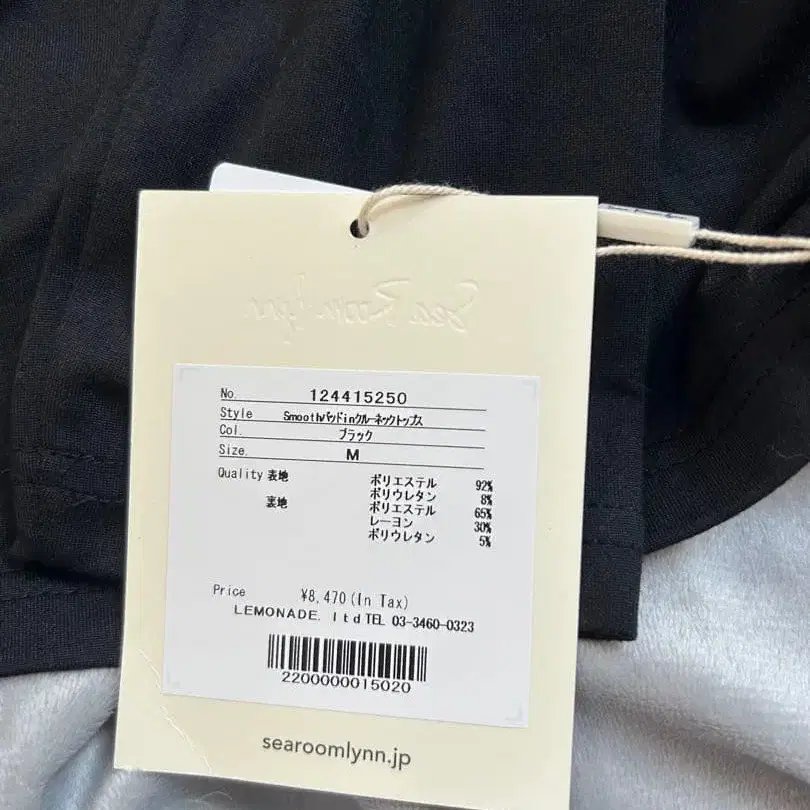 Sea Room lynn
No. 124415250
Style SmoothパッドinクルーネックトップスS
Col. ブラック
Size. M
Quality 表地 ポリエステル 92%
ポリウレタン 8%
裏地 ポリエステル 65%
レーヨン 30%
ポリウレタン 5%
Price ¥8,470(In Tax)
LEMONADE. ltd TEL 03-3460-0323
2200000015020
searoomlynn.jp